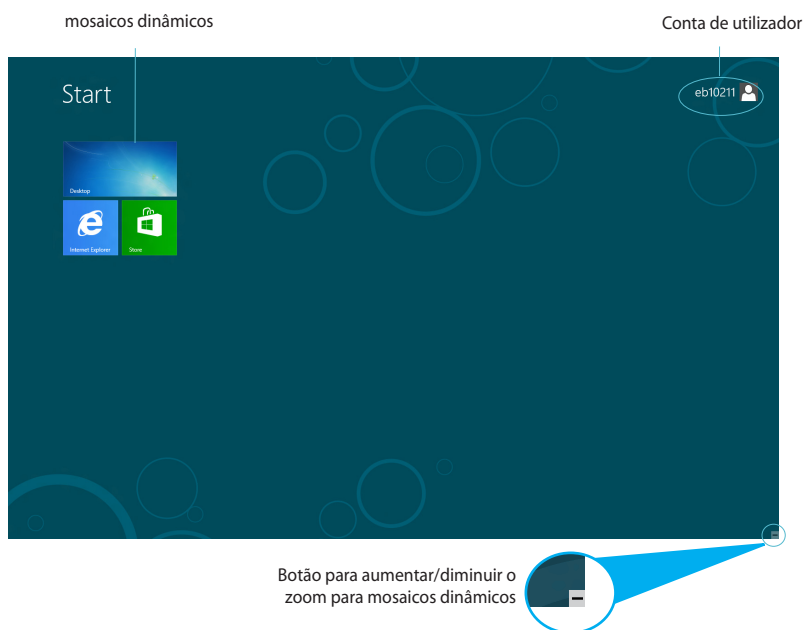 mosaicos dinâmicos
Conta de utilizador
Start
eb10211
Desktop
Internet Explorer
Store
Botão para aumentar/diminuir o
zoom para mosaicos dinâmicos